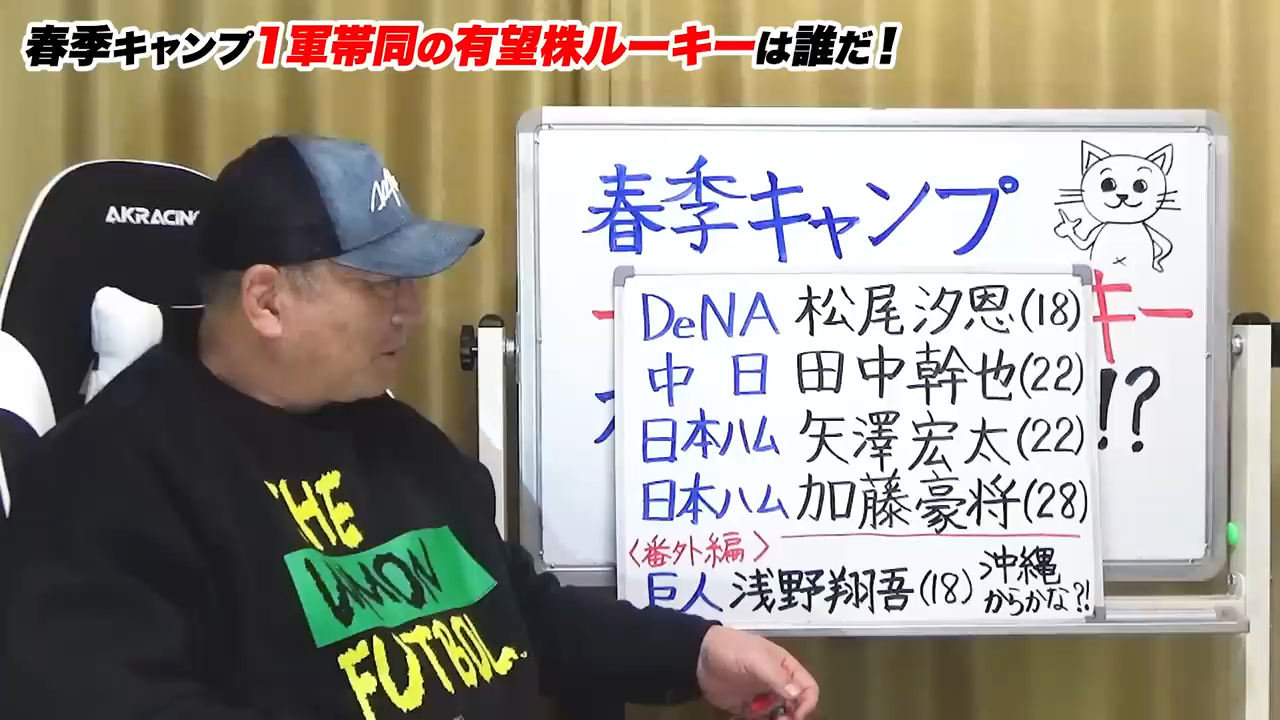 春季キャンプ1軍帯同の有望株ルーキーは誰だ!
AKRACING
春季キャンプ
キー
!?
DeNA 松尾汐恩(18)
中日 田中幹也(22)
日本ハム 矢澤宏太(22)
日本ハム 加藤豪将(28)
〈番外編〉
巨人 浅野翔吾(18) 沖縄からかな?!
THE
UNION
FUTBOL